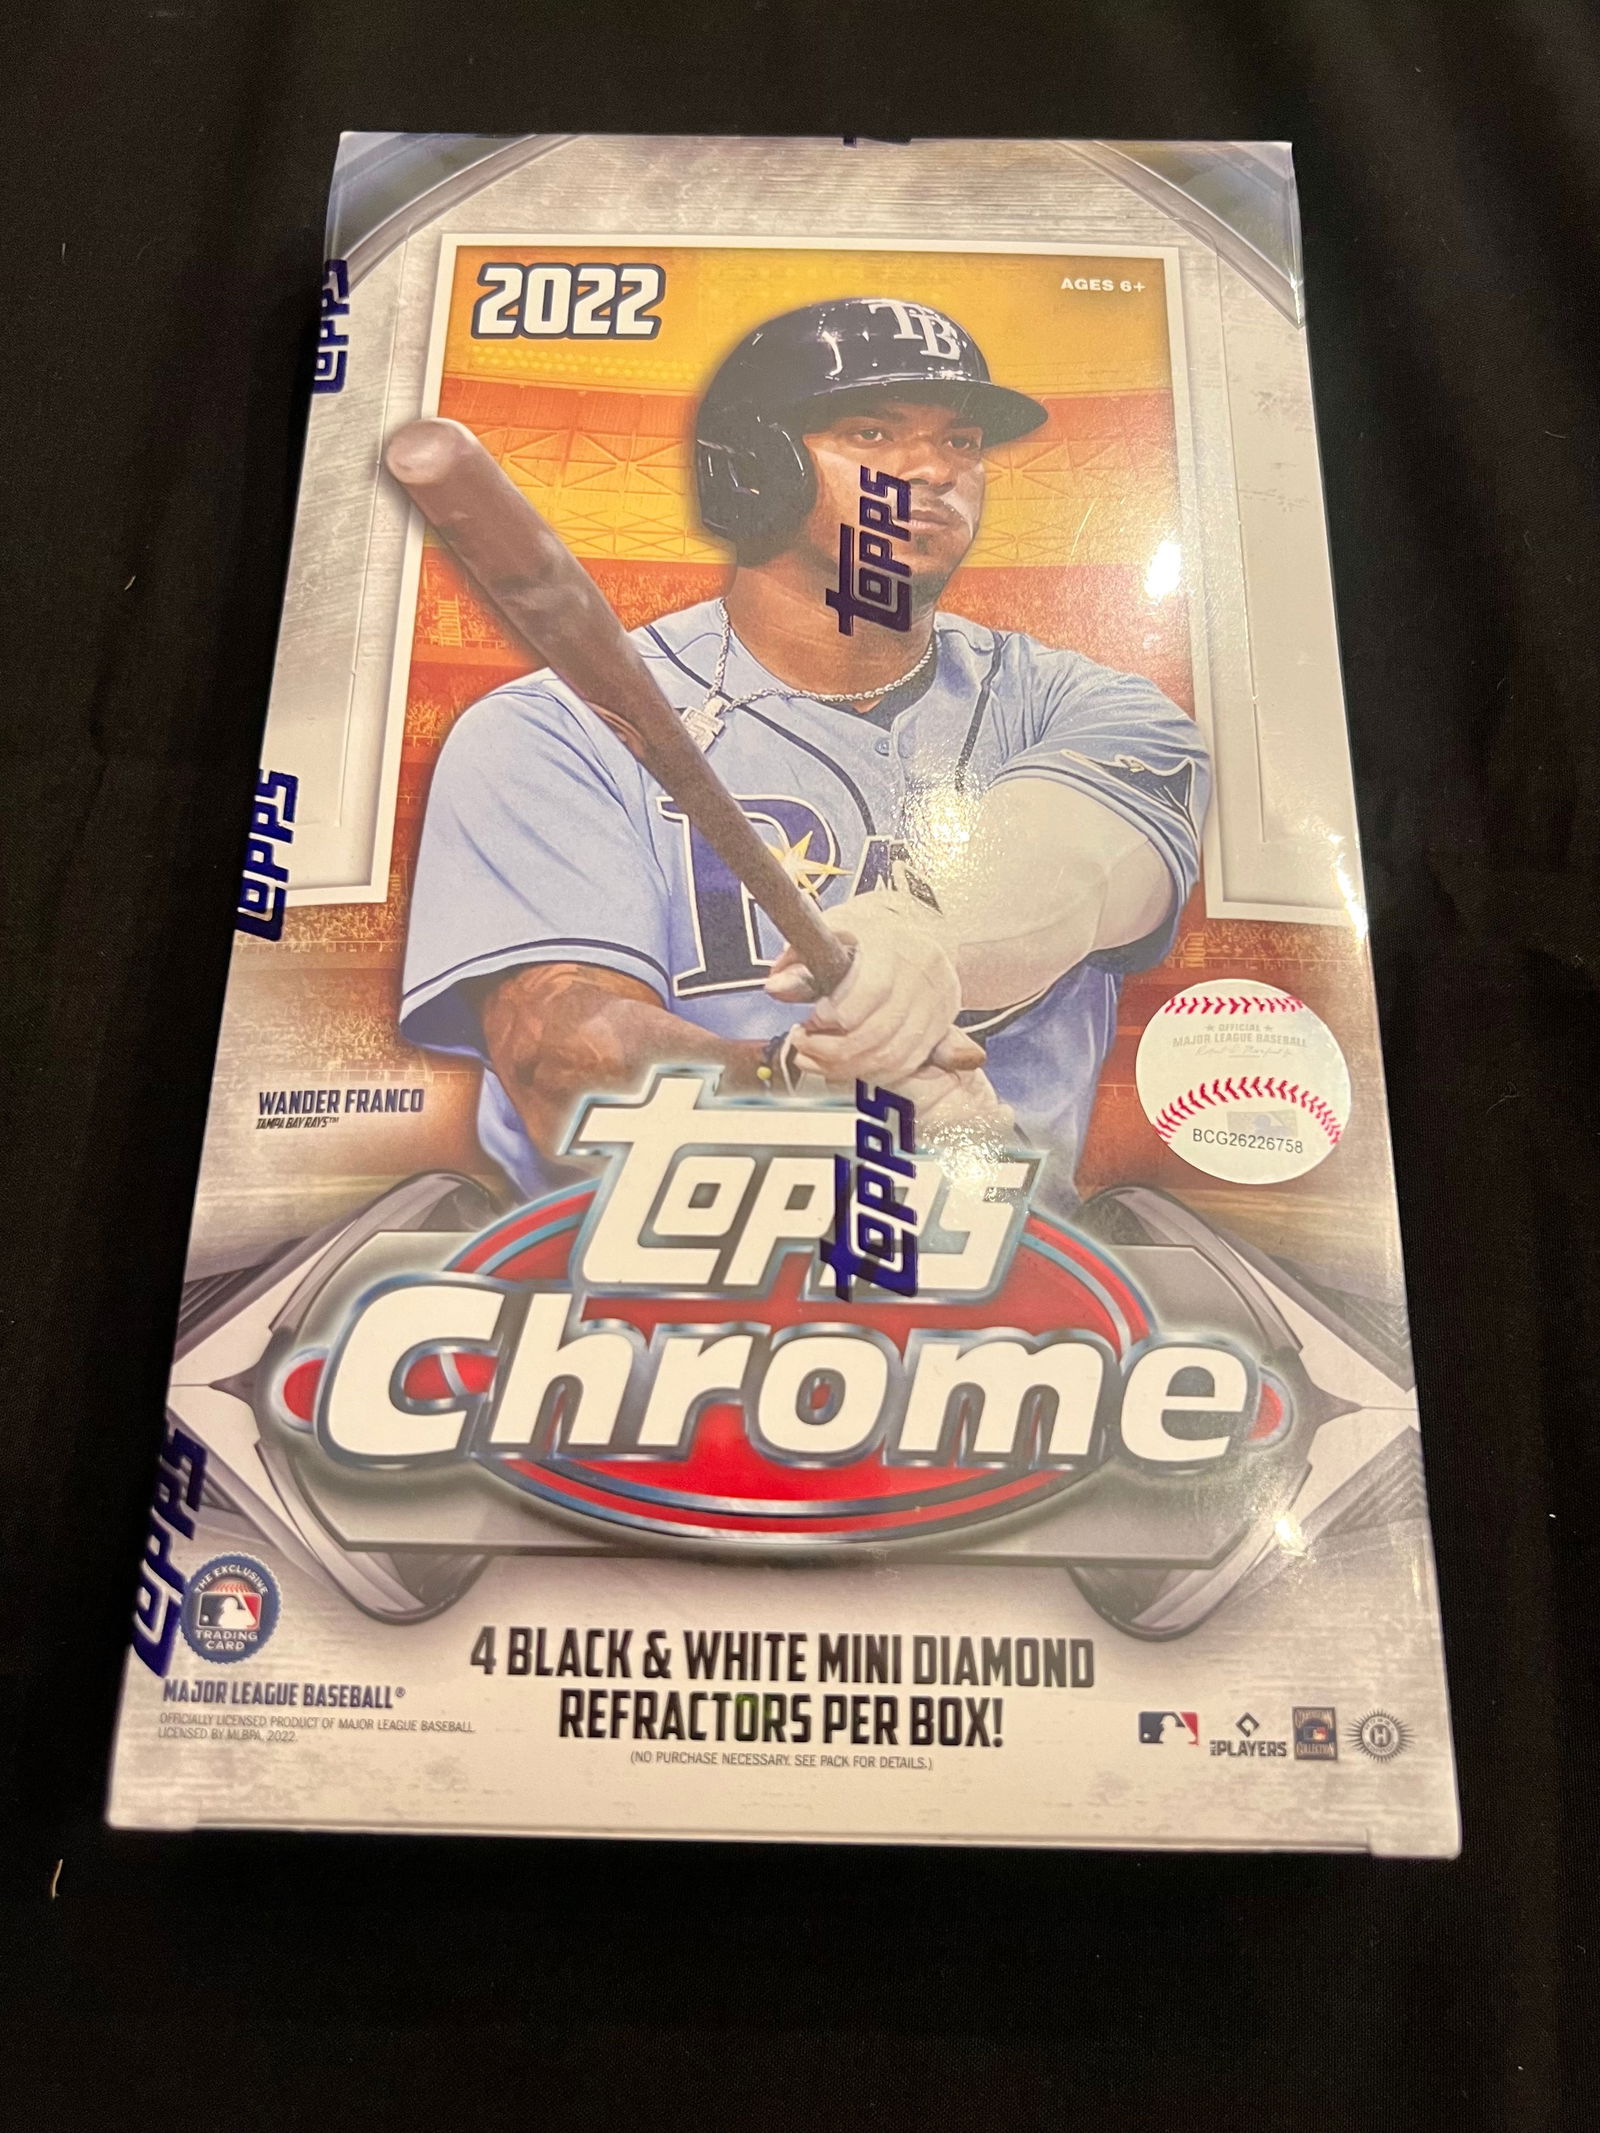 2022
AGES 6+
TB
topps
topps
topps
R
★ OFFICIAL ★
MAJOR LEAGUE BASEBALL
BCG26226758
WANDER FRANCO
TAMPA BAY RAYS™
topps
topps
Chrome
topps
THE EXCLUSIVE
TRADING
CARD
4 BLACK & WHITE MINI DIAMOND
REFRACTORS PER BOX!
(NO PURCHASE NECESSARY. SEE PACK FOR DETAILS.)
MAJOR LEAGUE BASEBALL®
OFFICIALLY LICENSED PRODUCT OF MAJOR LEAGUE BASEBALL.
LICENSED BY MLBPA, 2022.
PLAYERS
COLLECTION
H